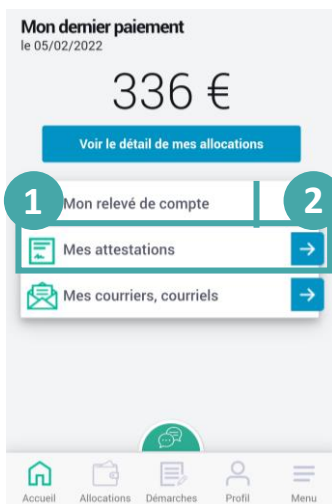 Mon dernier paiement
le 05/02/2022
336 €
Voir le détail de mes allocations
1 Mon relevé de compte 2
Mes attestations
Mes courriers, courriels
Accueil Allocations Démarches Profil Menu